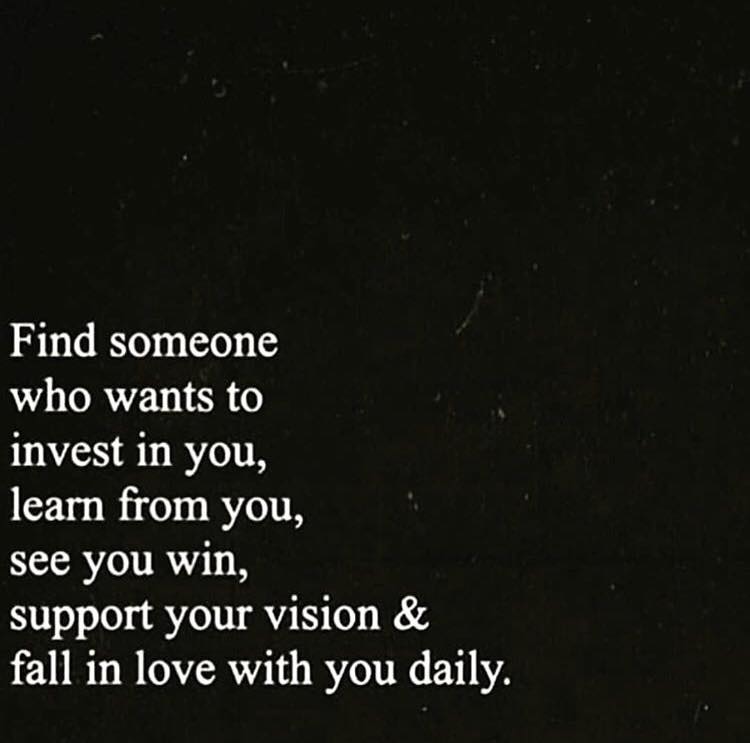 Find someone
who wants to
invest in you,
learn from you,
see you win,
support your vision &
fall in love with you daily.